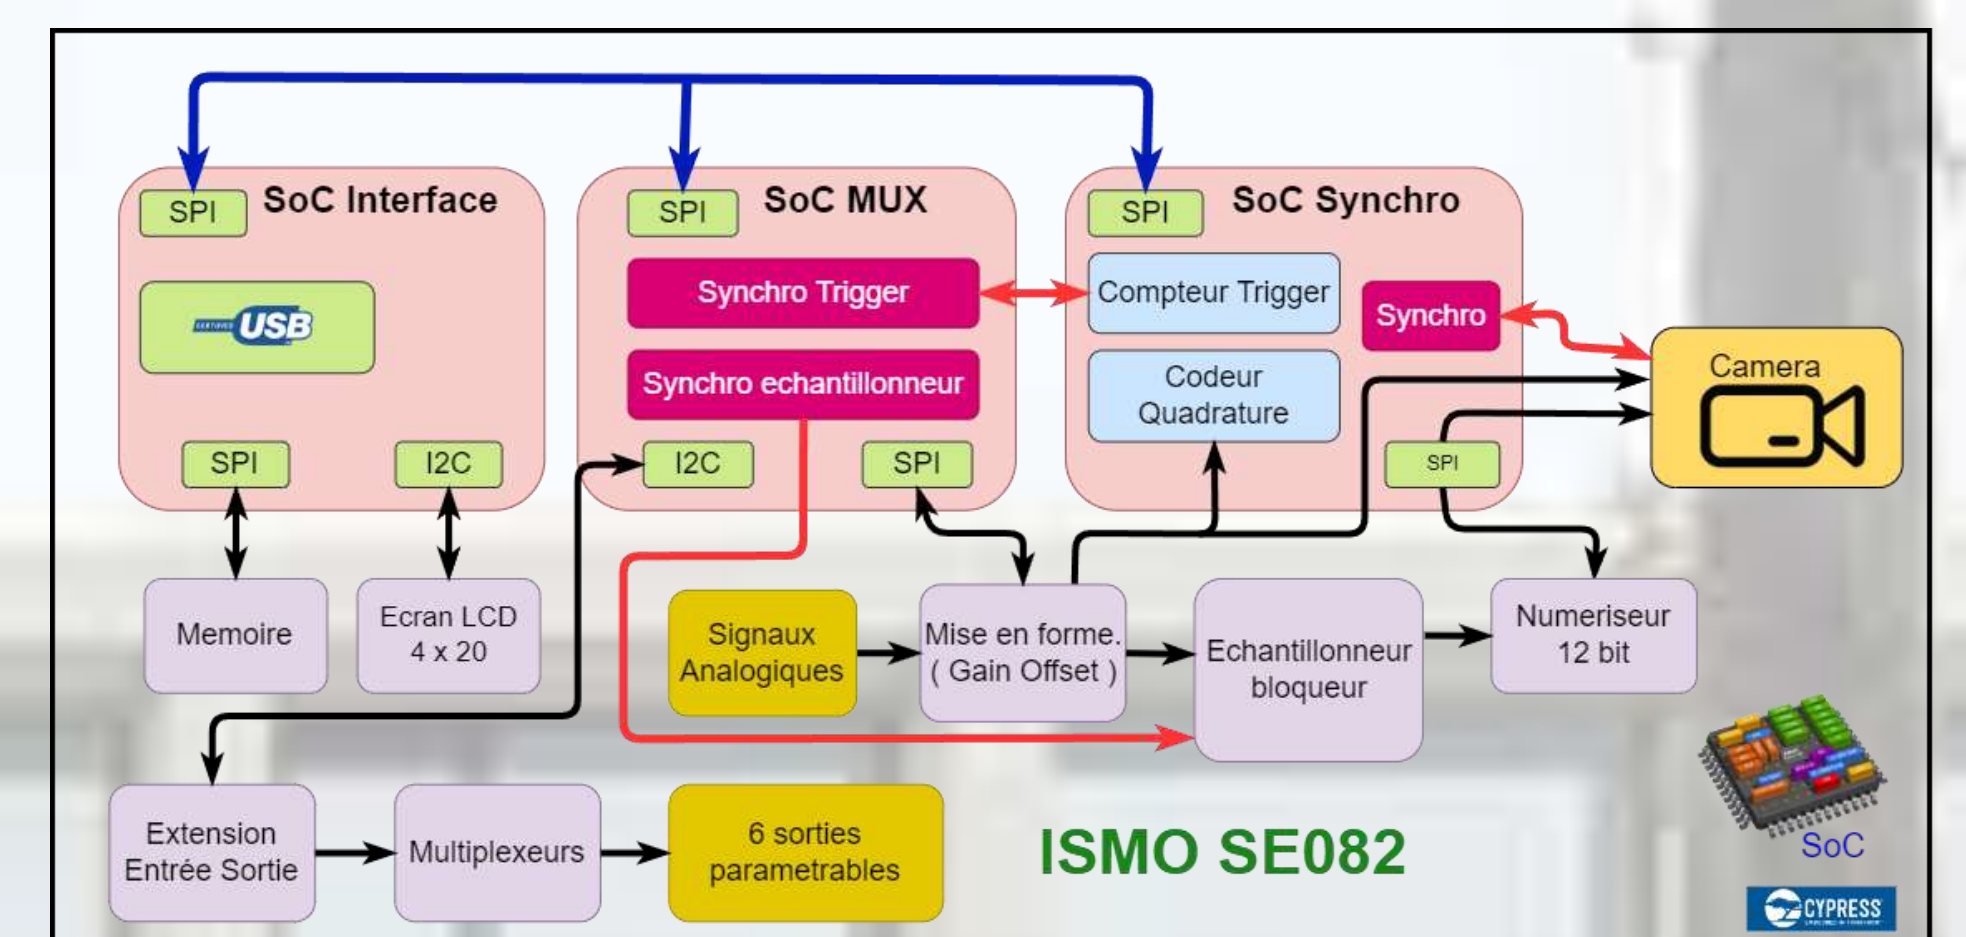 SPI
SoC Interface
SPI
SoC MUX
SPI
SoC Synchro
Synchro Trigger
Compteur Trigger
Synchro
USB
Synchro echantillonneur
Codeur
Quadrature
Camera
SPI
I2C
I2C
SPI
SPI
Memoire
Ecran LCD
4 x 20
Signaux
Analogiques
Mise en forme.
( Gain Offset )
Echantillonneur
bloqueur
Numeriseur
12 bit
Extension
Entrée Sortie
Multiplexeurs
6 sorties
parametrables
ISMO SE082
SoC
CYPRESS